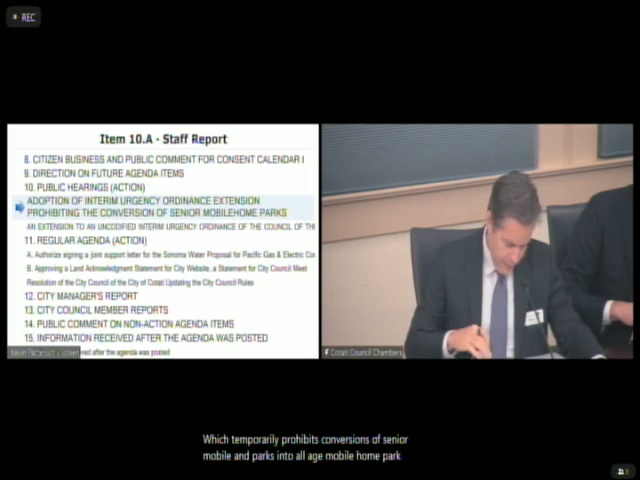 REC
Item 10.A - Staff Report
8. CITIZEN BUSINESS AND PUBLIC COMMENT FOR CONSENT CALENDAR I
9. DIRECTION ON FUTURE AGENDA ITEMS
10. PUBLIC HEARINGS (ACTION)
ADOPTION OF INTERIM URGENCY ORDINANCE EXTENSION
PROHIBITING THE CONVERSION OF SENIOR MOBILEHOME PARKS
AN EXTENSION TO AN UNCODIFIED INTERIM URGENCY ORDINANCE OF THE COUNCIL OF TH
11. REGULAR AGENDA (ACTION)
A. Authorize signing a joint support letter for the Sonoma Water Proposal for Pacific Gas & Electric Co
B. Approving a Land Acknowledgment Statement for City Website, a Statement for City Council Meet
Resolution of the City Council of the City of Cotati Updating the City Council Rules
12. CITY MANAGER'S REPORT
13. CITY COUNCIL MEMBER REPORTS
14. PUBLIC COMMENT ON NON-ACTION AGENDA ITEMS
15. INFORMATION RECEIVED AFTER THE AGENDA WAS POSTED
ved after the agenda was posted
Cotati Council Chambers
Which temporarily prohibits conversions of senior
mobile and parks into all age mobile home park